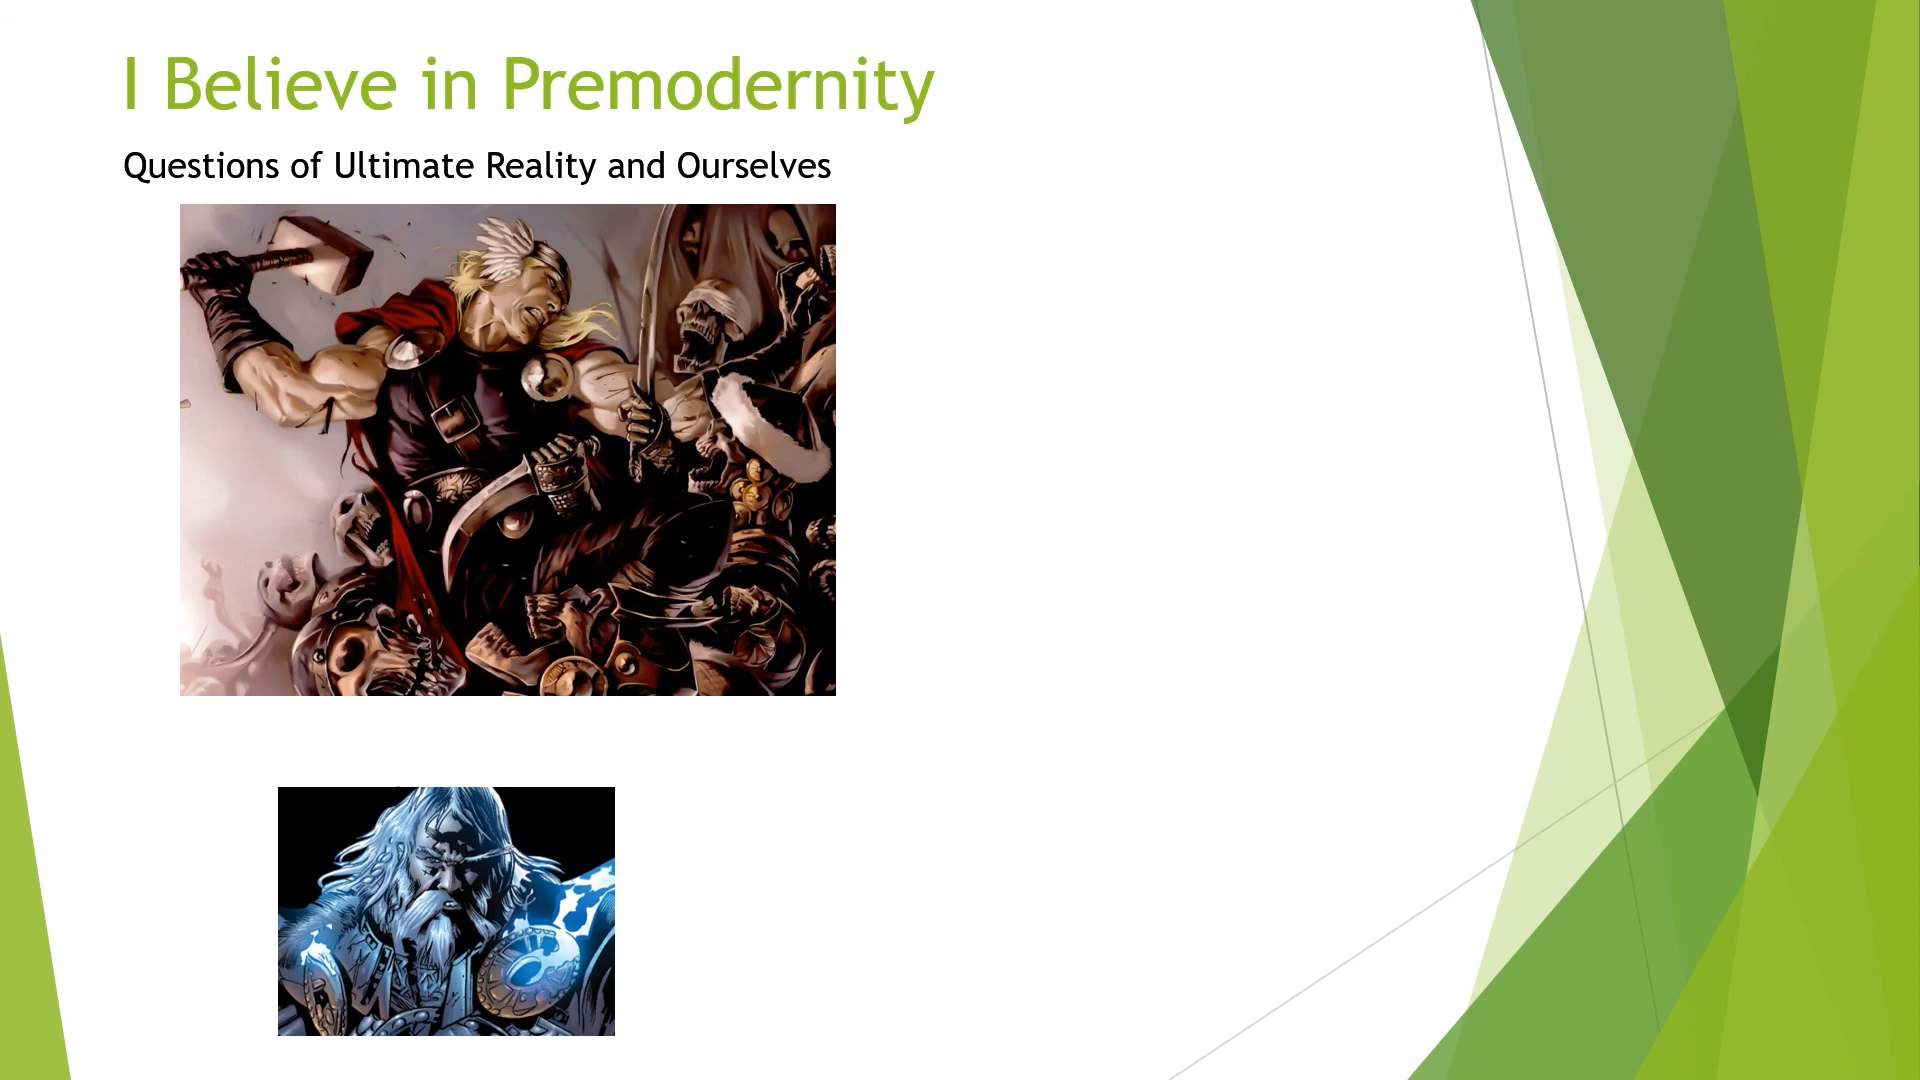 I Believe in Premodernity
Questions of Ultimate Reality and Ourselves